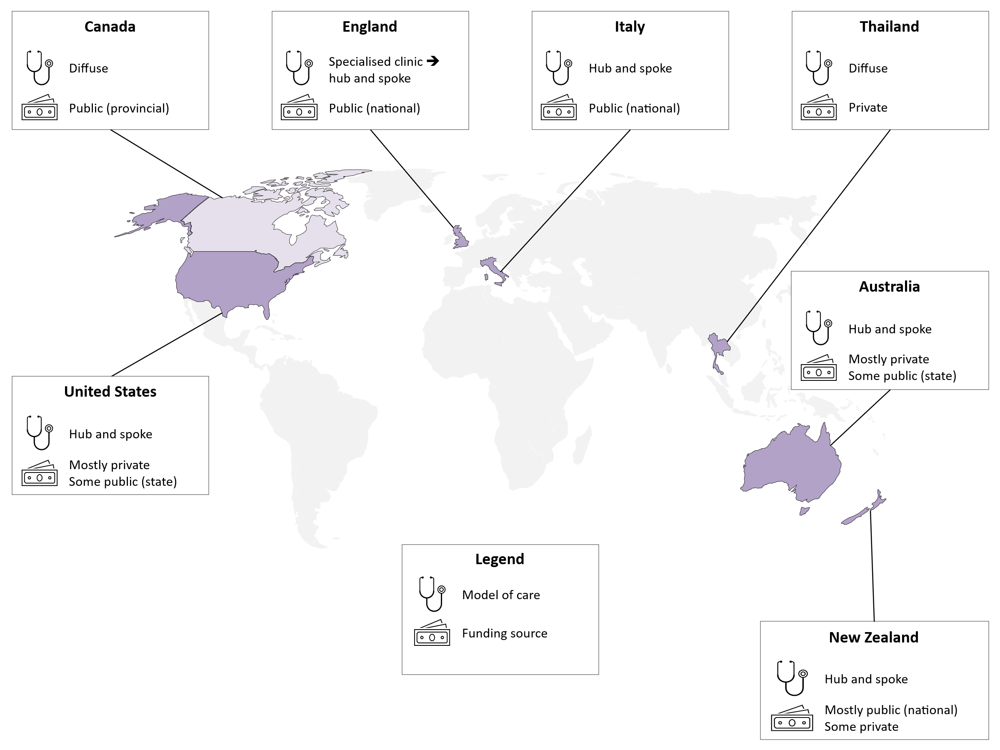 Canada
Diffuse
Public (provincial)
England
Specialised clinic ➔
hub and spoke
Public (national)
Italy
Hub and spoke
Public (national)
Thailand
Diffuse
Private
Australia
Hub and spoke
Mostly private
Some public (state)
United States
Hub and spoke
Mostly private
Some public (state)
Legend
Model of care
Funding source
New Zealand
Hub and spoke
Mostly public (national)
Some private